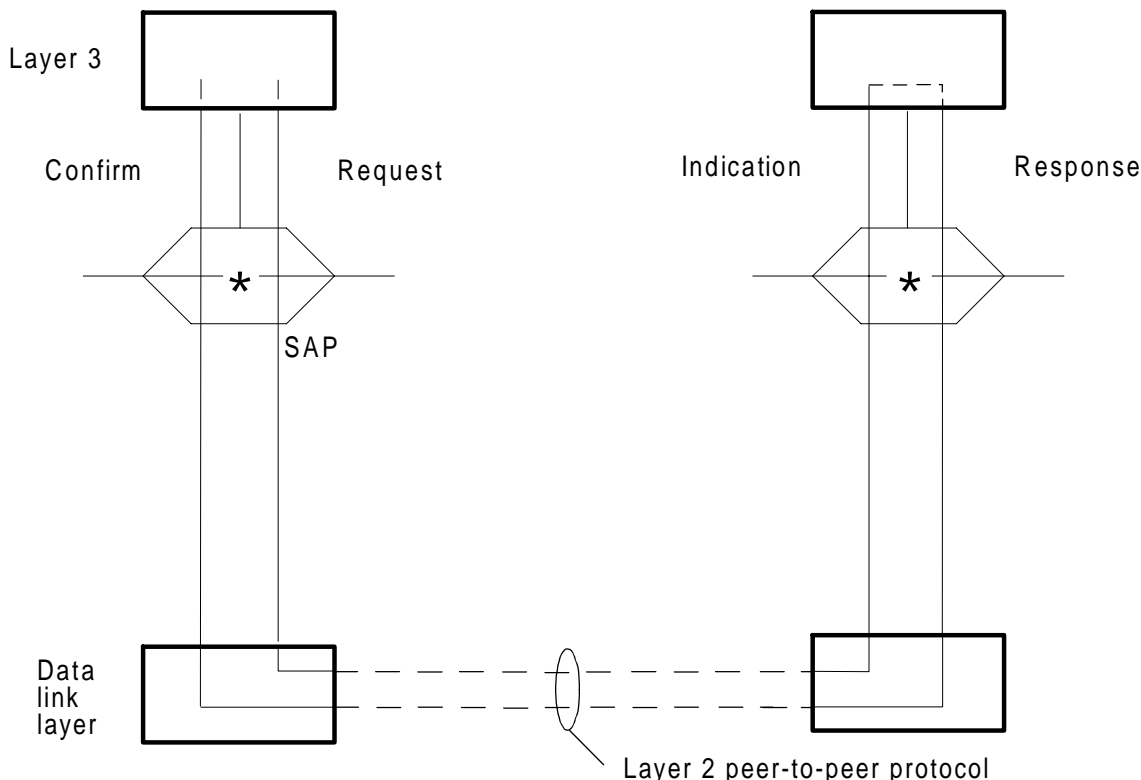 Layer 3
Confirm
Request
Indication
Response
*
*
SAP
Data
link
layer
Layer 2 peer-to-peer protocol